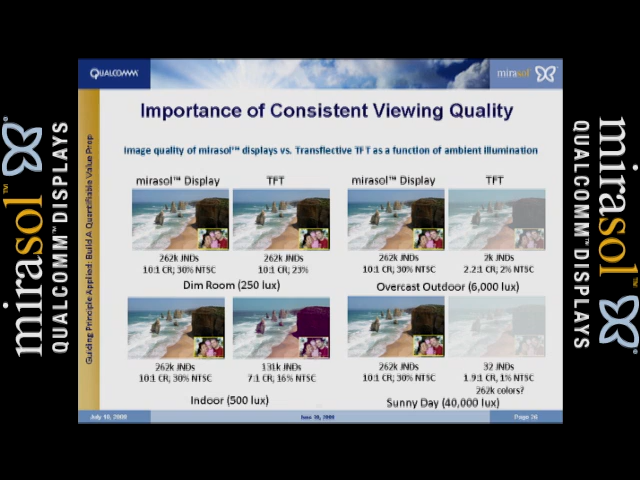 QUALCOMM
mirasol
Importance of Consistent Viewing Quality
Image quality of mirasol™ displays vs. Transflective TFT as a function of ambient illumination
mirasol™ Display
TFT
mirasol™ Display
TFT
262k JNDs
262k JNDs
262k JNDs
2k JNDs
10:1 CR; 30% NTSC
10:1 CR; 23%
10:1 CR; 30% NTSC
2.2:1 CR; 2% NTSC
Dim Room (250 lux)
Overcast Outdoor (6,000 lux)
262k JNDs
131k JNDs
262k JNDs
32 JNDs
10:1 CR, 30% NTSC
7:1 CR; 16% NTSC
10:1 CR; 30% NTSC
1.9:1 CR, 1% NTSC
262k colors?
Indoor (500 lux)
Sunny Day (40,000 lux)
Guiding Principle Applied: Build A Quantifiable Value Prep
July 10, 2008
June 30, 2008
Page 26
mirasol™
QUALCOMM™ DISPLAYS
mirasol™
QUALCOMM™ DISPLAYS